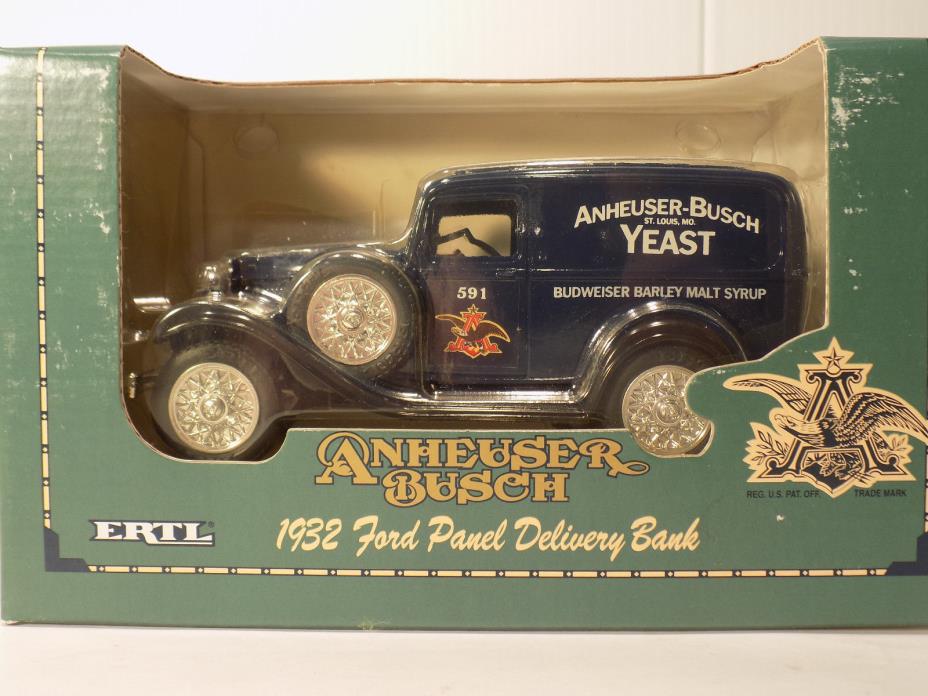 ANHEUSER-BUSCH
ST. LOUIS, MO.
YEAST
591
BUDWEISER BARLEY MALT SYRUP
ANHEUSER
BUSCH
REG. U.S. PAT. OFF. TRADE MARK
ERTL®
1932 Ford Panel Delivery Bank